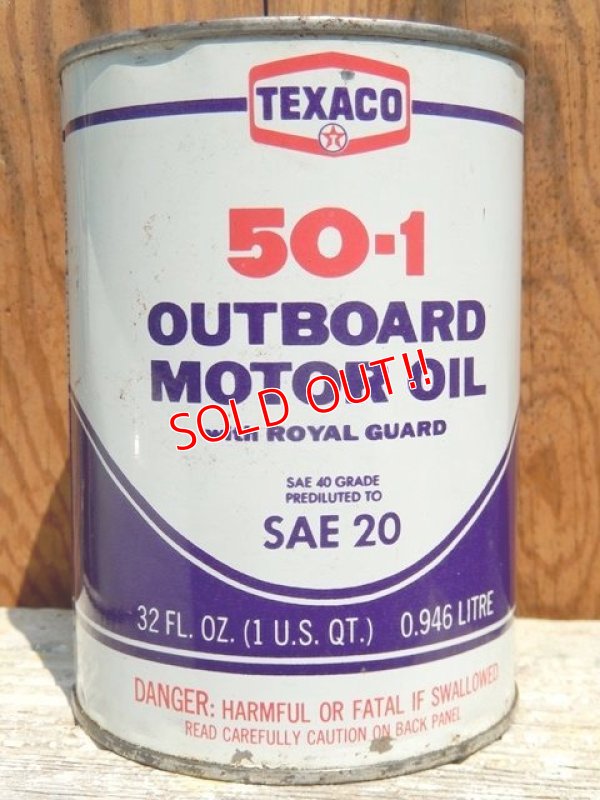 TEXACO
T
50-1
OUTBOARD
MOTOR OIL
SOLD OUT!!
with ROYAL GUARD
SAE 40 GRADE
PREDILUTED TO
SAE 20
32 FL. OZ. (1 U.S. QT.) 0.946 LITRE
DANGER: HARMFUL OR FATAL IF SWALLOWED
READ CAREFULLY CAUTION ON BACK PANEL